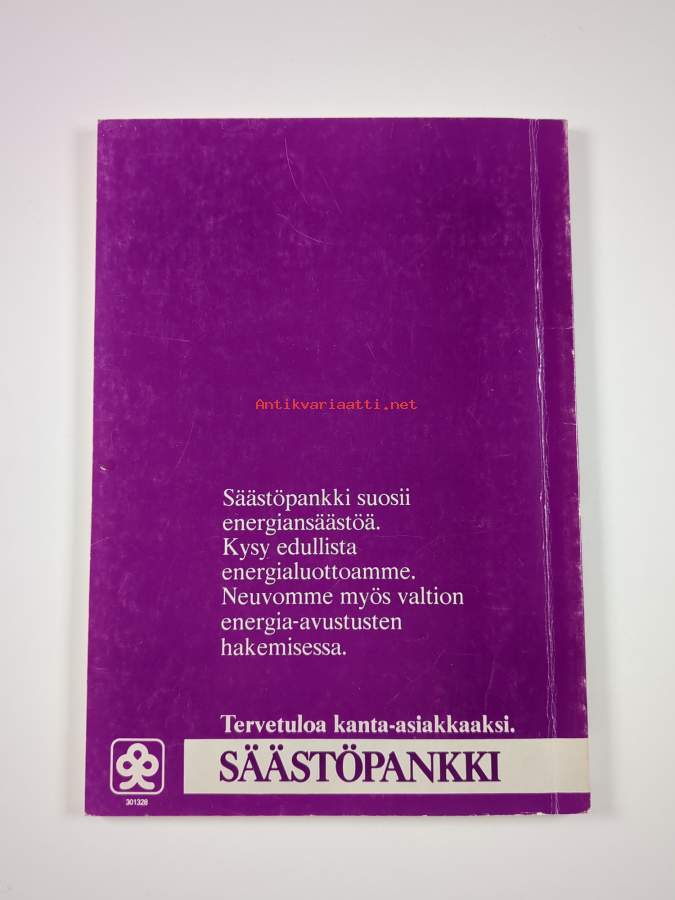 Antikvariaatti.net
Säästöpankki suosii
energiansäästöä.
Kysy edullista
energialuottoamme.
Neuvomme myös valtion
energia-avustusten
hakemisessa.
Tervetuloa kanta-asiakkaaksi.
SÄÄSTÖPANKKI
301328